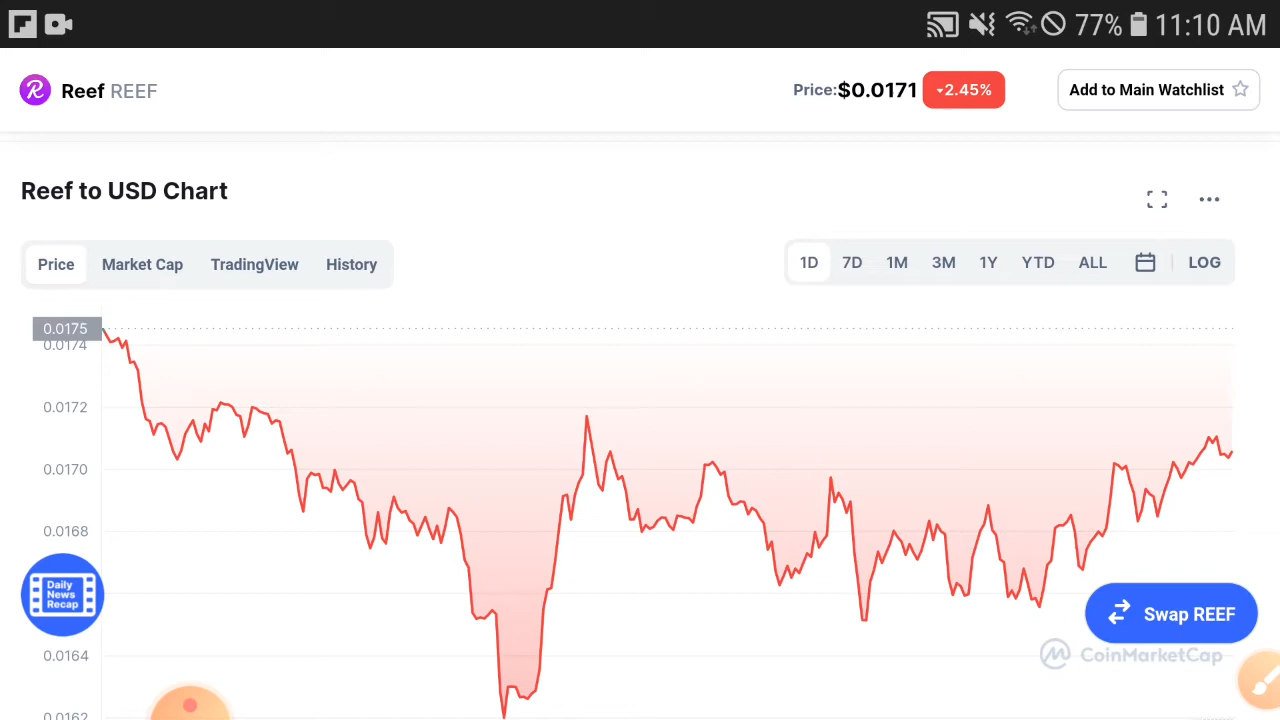 77% 11:10 AM
Reef REEF
Price:$0.0171 2.45%
Add to Main Watchlist
Reef to USD Chart
Price Market Cap TradingView History
1D 7D 1M 3M 1Y YTD ALL LOG
0.0175
0.0174
0.0172
0.0170
0.0168
Daily
News
Recap
Swap REEF
0.0164
CoinMarketCap
0.0162